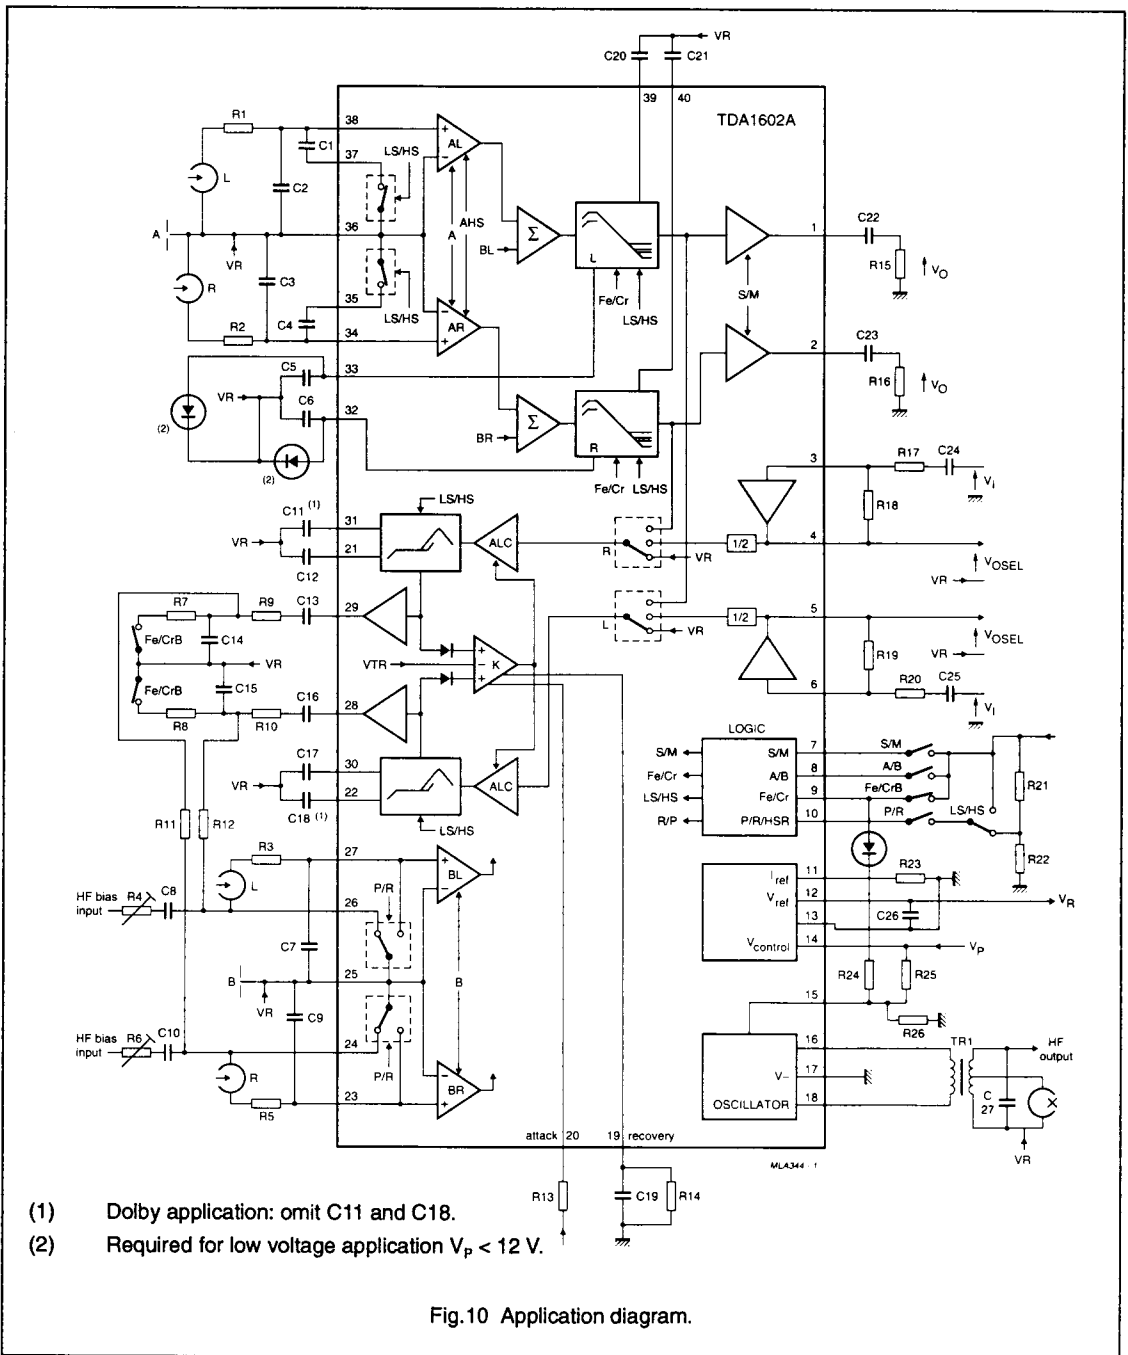 VR
C20
C21
39
40
TDA1602A
R1
38
C1
37
LS/HS
AL
L
C2
36
A
VR
A
AHS
BL
Σ
L
Fe/Cr
LS/HS
S/M
1
C22
R15
VO
R
C3
35
LS/HS
C4
R2
34
AR
2
C23
R16
VO
C5
33
VR
C6
32
(2)
(2)
BR
Σ
R
Fe/Cr
LS/HS
3
R17
C24
Vi
R18
LS/HS
C11 (1)
31
VR
21
C12
ALC
R
VR
1/2
4
VOSEL
VR
R7
R9
C13
29
Fe/CrB
C14
VR
L
VR
1/2
5
VOSEL
VR
R19
VTR
K
Fe/CrB
C15
R8
R10
C16
28
6
R20
C25
VI
C17
30
VR
22
C18 (1)
ALC
LS/HS
LOGIC
S/M
S/M
7
S/M
Fe/Cr
A/B
8
A/B
LS/HS
Fe/Cr
9
Fe/CrB
R/P
P/R/HSR
10
P/R
LS/HS
R21
R22
R11
R12
R3
27
L
BL
HF bias
input
R4
C8
26
P/R
C7
B
25
VR
C9
B
Iref
11
R23
Vref
12
VR
13
C26
Vcontrol
14
VP
R24
R25
15
R26
HF bias
input
R6
C10
24
P/R
R
R5
23
BR
16
TR1
HF
output
V−
17
OSCILLATOR
18
C
27
VR
attack
20
19
recovery
MLA344 - 1
R13
C19
R14
(1) Dolby application: omit C11 and C18.
(2) Required for low voltage application VP < 12 V.
Fig.10 Application diagram.